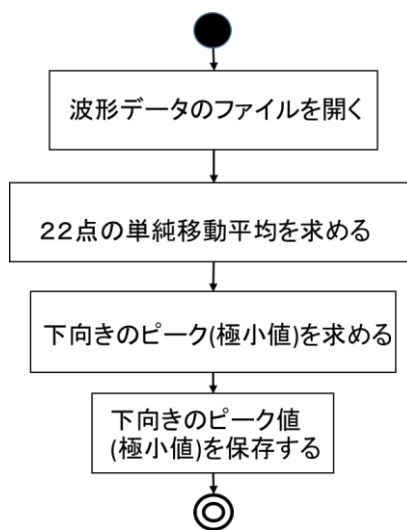 波形データのファイルを開く
22点の単純移動平均を求める
下向きのピーク(極小値)を求める
下向きのピーク値
(極小値)を保存する